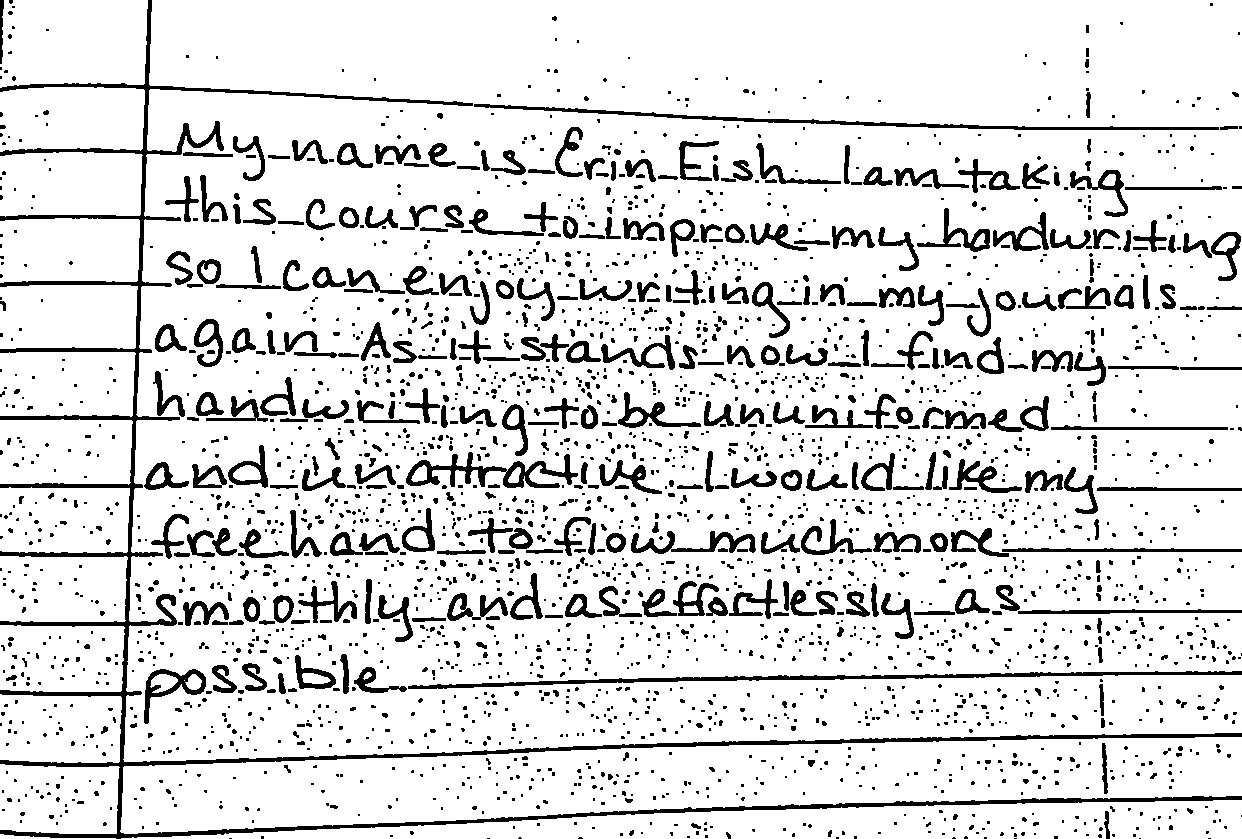 My name is Erin Eish I am taking
this course to improve my handwriting
so I can enjoy writing in my journals
again. As it stands now I find my
handwriting to be ununiformed
and unattractive. I would like my
freehand to flow much more
smoothly and as effortlessly as
possible.